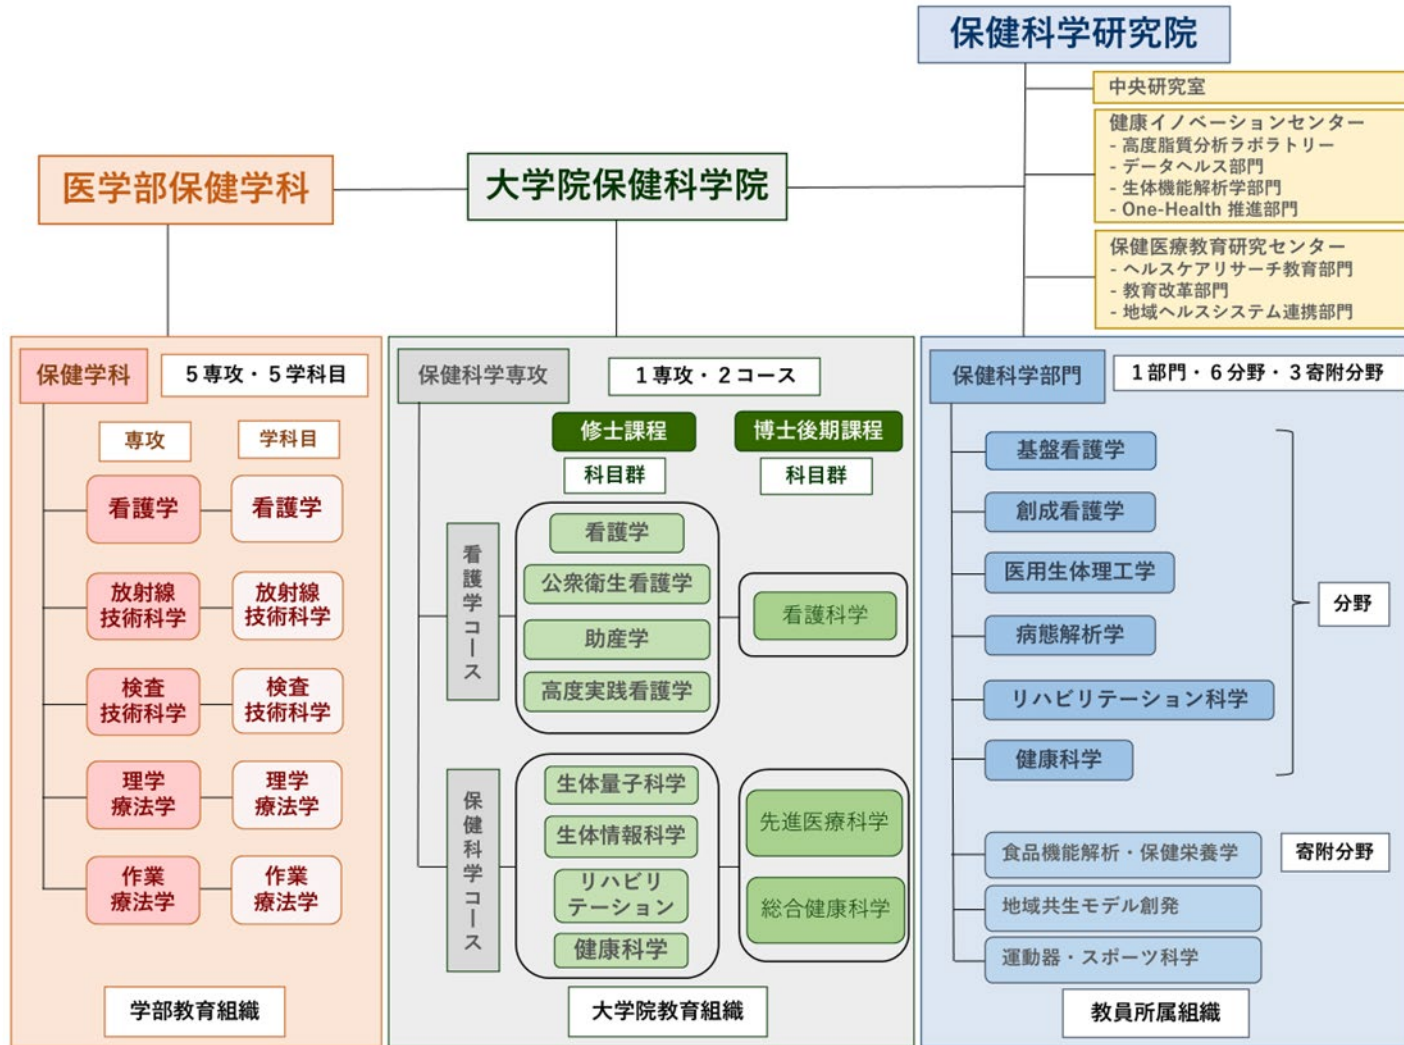 保健科学研究院
中央研究室
健康イノベーションセンター
- 高度脂質分析ラボラトリー
- データヘルス部門
- 生体機能解析学部門
- One-Health 推進部門
保健医療教育研究センター
- ヘルスケアリサーチ教育部門
- 教育改革部門
- 地域ヘルスシステム連携部門
医学部保健学科
大学院保健科学院
保健学科
5専攻・5学科目
専攻
学科目
看護学
看護学
放射線
技術科学
放射線
技術科学
検査
技術科学
検査
技術科学
理学
療法学
理学
療法学
作業
療法学
作業
療法学
学部教育組織
保健科学専攻
1専攻・2コース
修士課程
博士後期課程
科目群
科目群
看護学コース
看護学
公衆衛生看護学
助産学
高度実践看護学
看護科学
保健科学コース
生体量子科学
生体情報科学
リハビリ
テーション
健康科学
先進医療科学
総合健康科学
大学院教育組織
保健科学部門
1部門・6分野・3寄附分野
基盤看護学
創成看護学
医用生体理工学
病態解析学
リハビリテーション科学
健康科学
分野
食品機能解析・保健栄養学
地域共生モデル創発
運動器・スポーツ科学
寄附分野
教員所属組織